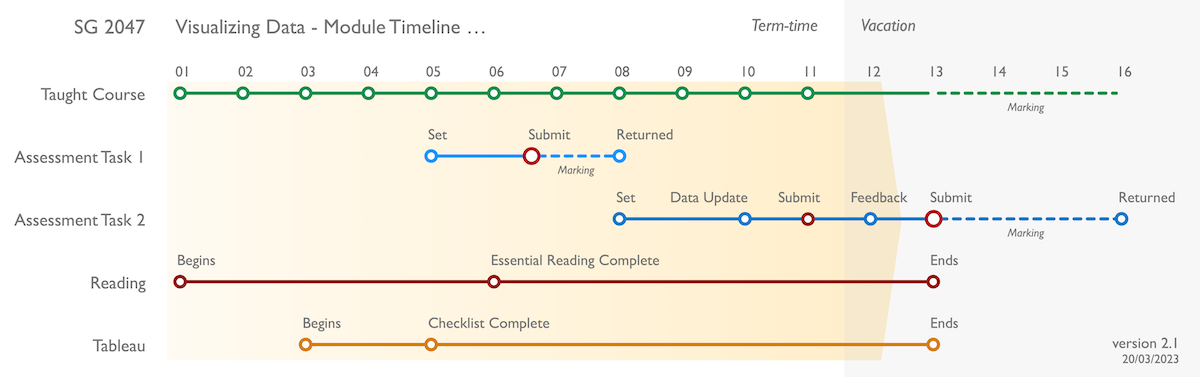 SG 2047 Visualizing Data - Module Timeline …
Term-time Vacation
01 02 03 04 05 06 07 08 09 10 11 12 13 14 15 16
Taught Course
Marking
Set Submit Returned
Assessment Task 1
Marking
Set Data Update Submit Feedback Submit Returned
Assessment Task 2
Marking
Begins Essential Reading Complete Ends
Reading
Begins Checklist Complete Ends
Tableau
version 2.1
20/03/2023